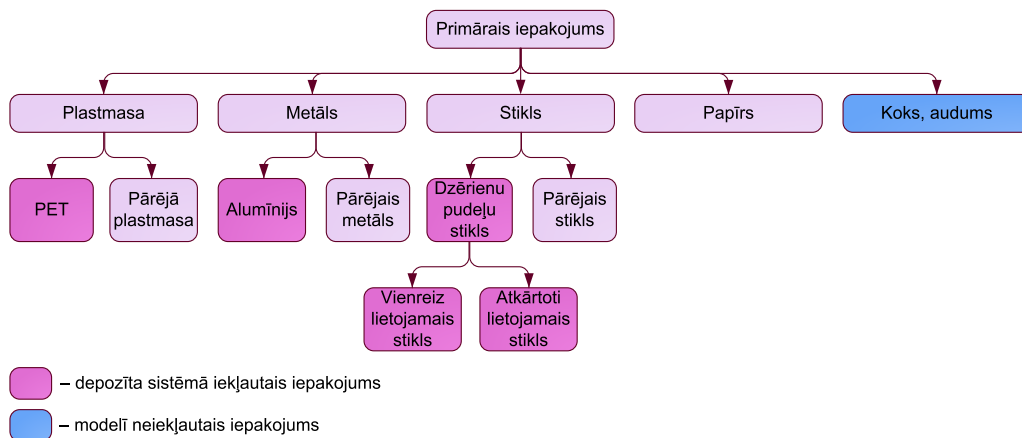 Primārais iepakojums
Plastmasa
Metāls
Stikls
Papīrs
Koks, audums
PET
Pārējā
plastmasa
Alumīnijs
Pārējais
metāls
Dzērienu
pudeļu
stikls
Pārējais
stikls
Vienreiz
lietojamais
stikls
Atkārtoti
lietojamais
stikls
– depozīta sistēmā iekļautais iepakojums
– modelī neiekļautais iepakojums